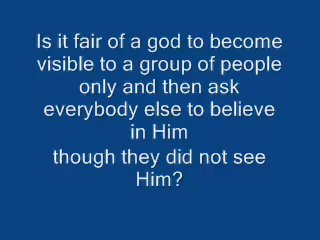 Is it fair of a god to become
visible to a group of people
only and then ask
everybody else to believe
in Him
though they did not see
Him?